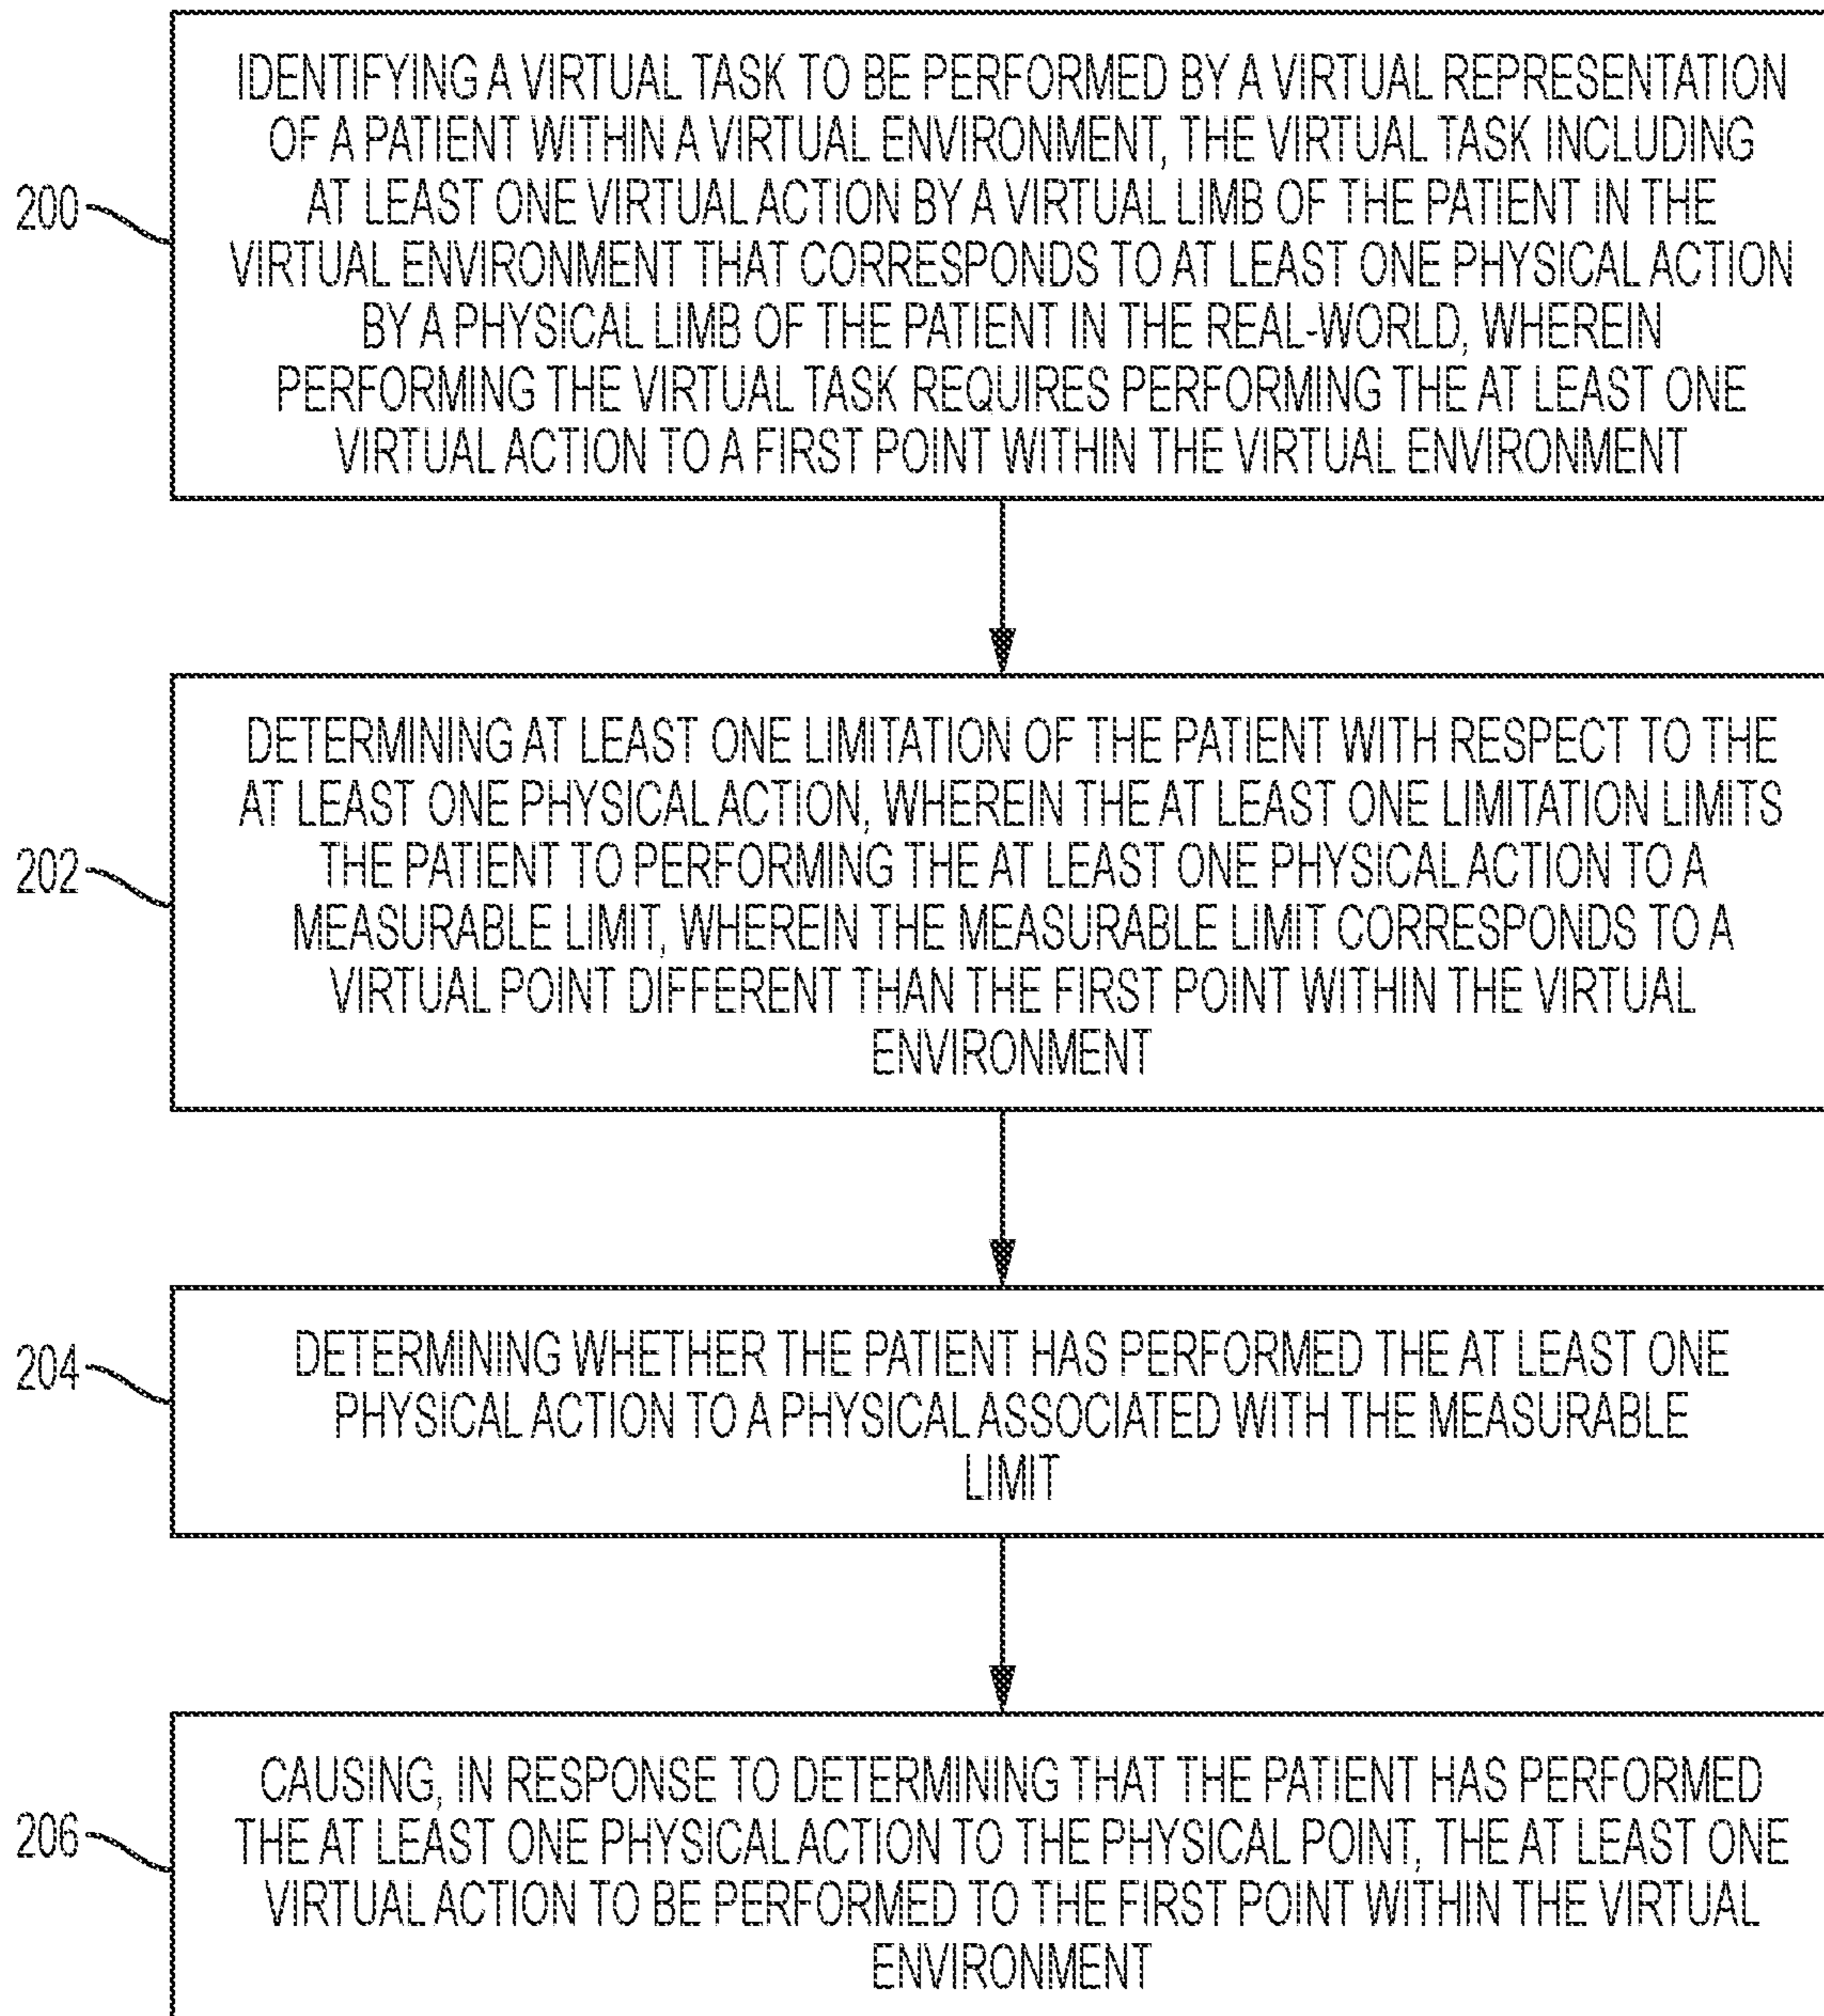 IDENTIFYING A VIRTUAL TASK TO BE PERFORMED BY A VIRTUAL REPRESENTATION
OF A PATIENT WITHIN A VIRTUAL ENVIRONMENT, THE VIRTUAL TASK INCLUDING
200
AT LEAST ONE VIRTUAL ACTION BY A VIRTUAL LIMB OF THE PATIENT IN THE
VIRTUAL ENVIRONMENT THAT CORRESPONDS TO AT LEAST ONE PHYSICAL ACTION
BY A PHYSICAL LIMB OF THE PATIENT IN THE REAL-WORLD, WHEREIN
PERFORMING THE VIRTUAL TASK REQUIRES PERFORMING THE AT LEAST ONE
VIRTUAL ACTION TO A FIRST POINT WITHIN THE VIRTUAL ENVIRONMENT
DETERMINING AT LEAST ONE LIMITATION OF THE PATIENT WITH RESPECT TO THE
AT LEAST ONE PHYSICAL ACTION, WHEREIN THE AT LEAST ONE LIMITATION LIMITS
202
THE PATIENT TO PERFORMING THE AT LEAST ONE PHYSICAL ACTION TO A
MEASURABLE LIMIT, WHEREIN THE MEASURABLE LIMIT CORRESPONDS TO A
VIRTUAL POINT DIFFERENT THAN THE FIRST POINT WITHIN THE VIRTUAL
ENVIRONMENT
204
DETERMINING WHETHER THE PATIENT HAS PERFORMED THE AT LEAST ONE
PHYSICAL ACTION TO A PHYSICAL ASSOCIATED WITH THE MEASURABLE
LIMIT
CAUSING, IN RESPONSE TO DETERMINING THAT THE PATIENT HAS PERFORMED
206
THE AT LEAST ONE PHYSICAL ACTION TO THE PHYSICAL POINT, THE AT LEAST ONE
VIRTUAL ACTION TO BE PERFORMED TO THE FIRST POINT WITHIN THE VIRTUAL
ENVIRONMENT